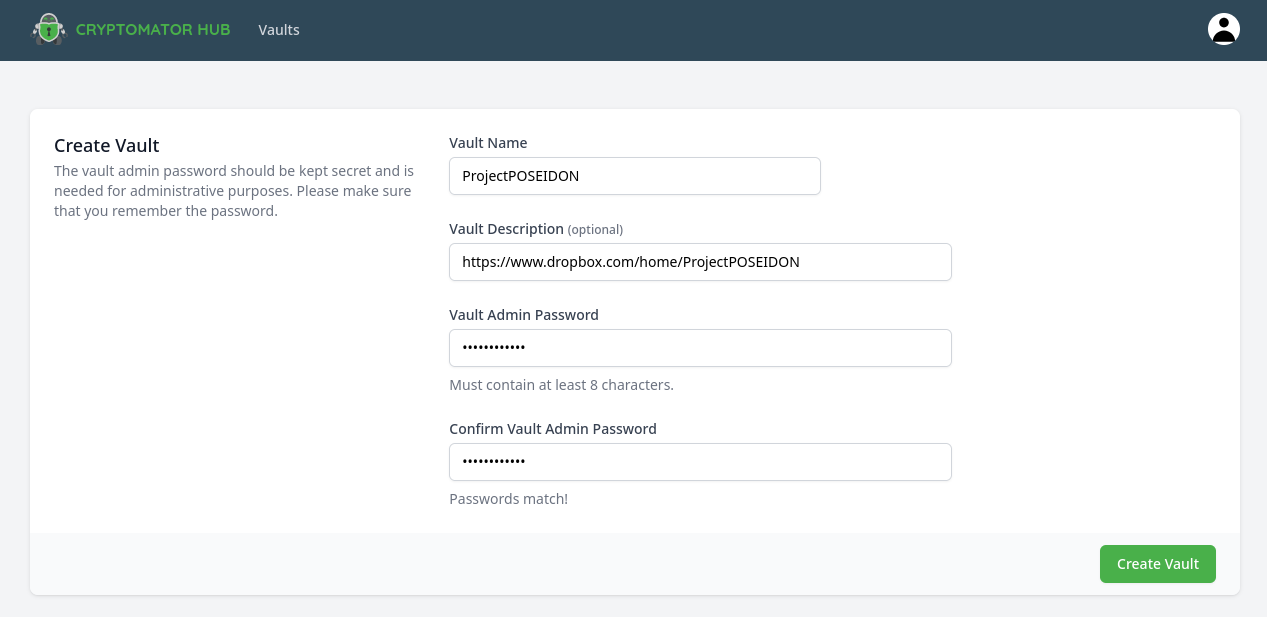 CRYPTOMATOR HUB
Vaults
Create Vault
The vault admin password should be kept secret and is
needed for administrative purposes. Please make sure
that you remember the password.
Vault Name
ProjectPOSEIDON
Vault Description (optional)
https://www.dropbox.com/home/ProjectPOSEIDON
Vault Admin Password
••••••••••••
Must contain at least 8 characters.
Confirm Vault Admin Password
••••••••••••
Passwords match!
Create Vault